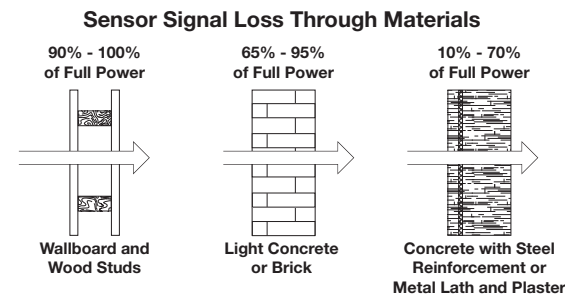 Sensor Signal Loss Through Materials
90% - 100%
of Full Power
65% - 95%
of Full Power
10% - 70%
of Full Power
Wallboard and
Wood Studs
Light Concrete
or Brick
Concrete with Steel
Reinforcement or
Metal Lath and Plaster